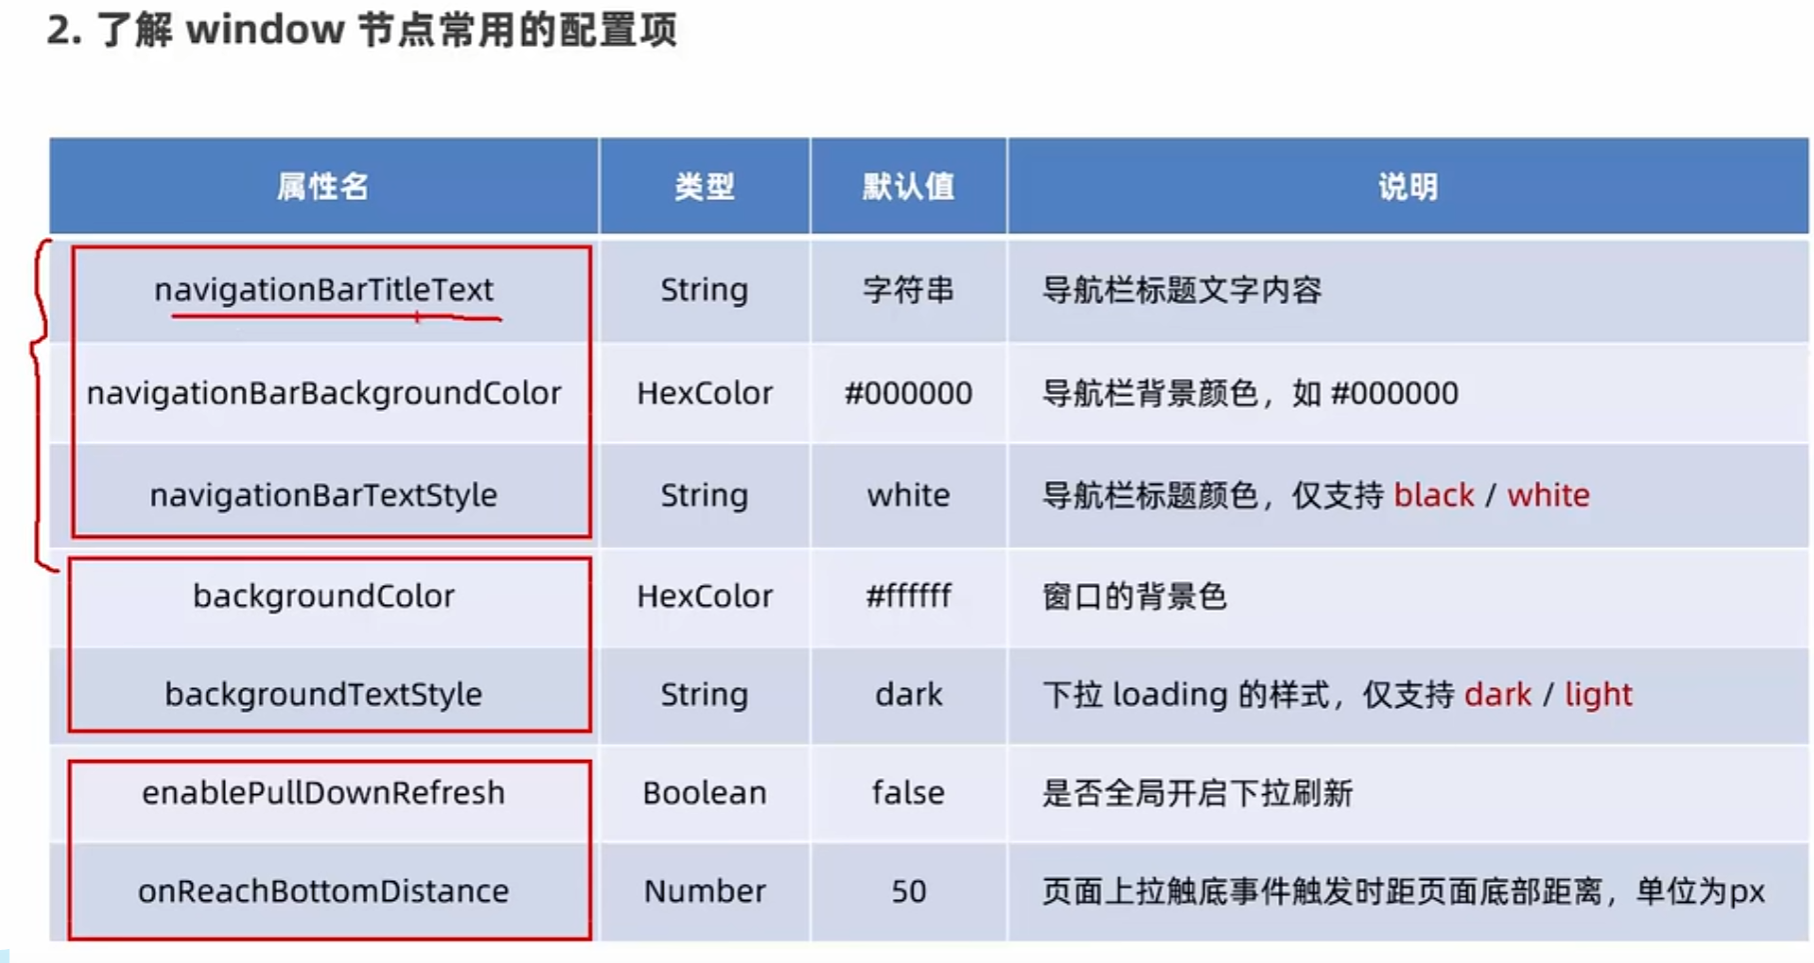 2. 了解 window 节点常用的配置项
属性名 类型 默认值 说明
navigationBarTitleText String 字符串 导航栏标题文字内容
navigationBarBackgroundColor HexColor #000000 导航栏背景颜色，如 #000000
navigationBarTextStyle String white 导航栏标题颜色，仅支持 black / white
backgroundColor HexColor #ffffff 窗口的背景色
backgroundTextStyle String dark 下拉 loading 的样式，仅支持 dark / light
enablePullDownRefresh Boolean false 是否全局开启下拉刷新
onReachBottomDistance Number 50 页面上拉触底事件触发时距页面底部距离，单位为px